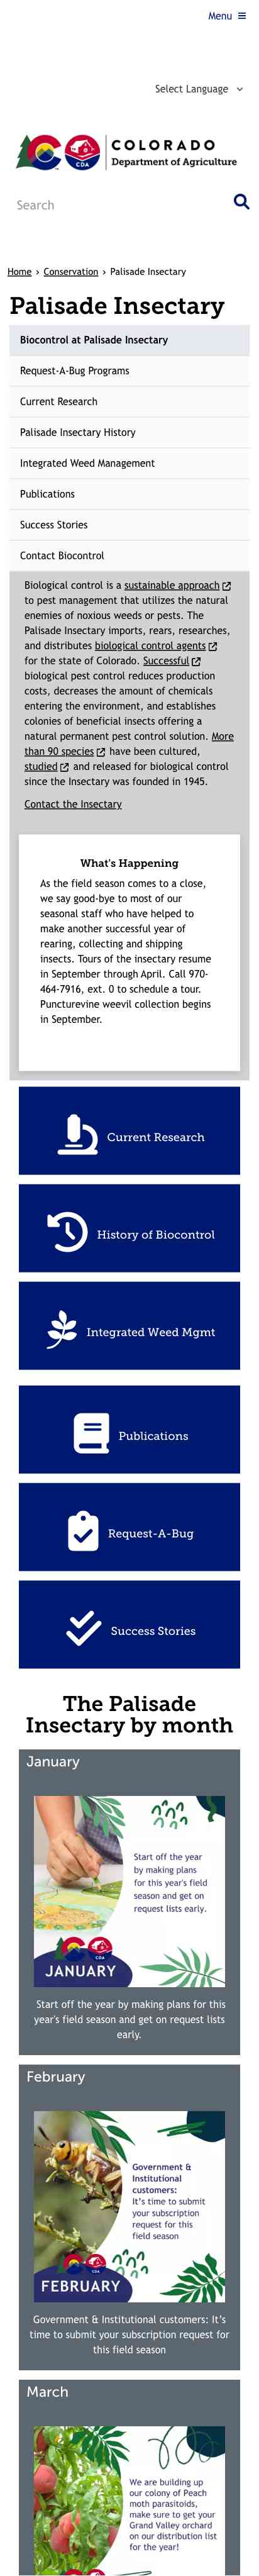 Menu
Select Language
COLORADO
Department of Agriculture
Search
Home › Conservation › Palisade Insectary
Palisade Insectary
Biocontrol at Palisade Insectary
Request-A-Bug Programs
Current Research
Palisade Insectary History
Integrated Weed Management
Publications
Success Stories
Contact Biocontrol
Biological control is a sustainable approach
to pest management that utilizes the natural
enemies of noxious weeds or pests. The
Palisade Insectary imports, rears, researches,
and distributes biological control agents
for the state of Colorado. Successful
biological pest control reduces production
costs, decreases the amount of chemicals
entering the environment, and establishes
colonies of beneficial insects offering a
natural permanent pest control solution. More
than 90 species have been cultured,
studied and released for biological control
since the Insectary was founded in 1945.
Contact the Insectary
What's Happening
As the field season comes to a close,
we say good-bye to most of our
seasonal staff who have helped to
make another successful year of
rearing, collecting and shipping
insects. Tours of the insectary resume
in September through April. Call 970-
464-7916, ext. 0 to schedule a tour.
Puncturevine weevil collection begins
in September.
Current Research
History of Biocontrol
Integrated Weed Mgmt
Publications
Request-A-Bug
Success Stories
The Palisade
Insectary by month
January
Start off the year
by making plans
for this year's field
season and get on
request lists early.
CDA
JANUARY
Start off the year by making plans for this
year's field season and get on request lists
early.
February
Government &
Institutional
customers:
It's time to submit
your subscription
request for this
field season
CDA
FEBRUARY
Government & Institutional customers: It's
time to submit your subscription request for
this field season
March
We are building up
our colony of Peach
moth parasitoids,
make sure to get your
Grand Valley orchard
on our distribution list
for the year!